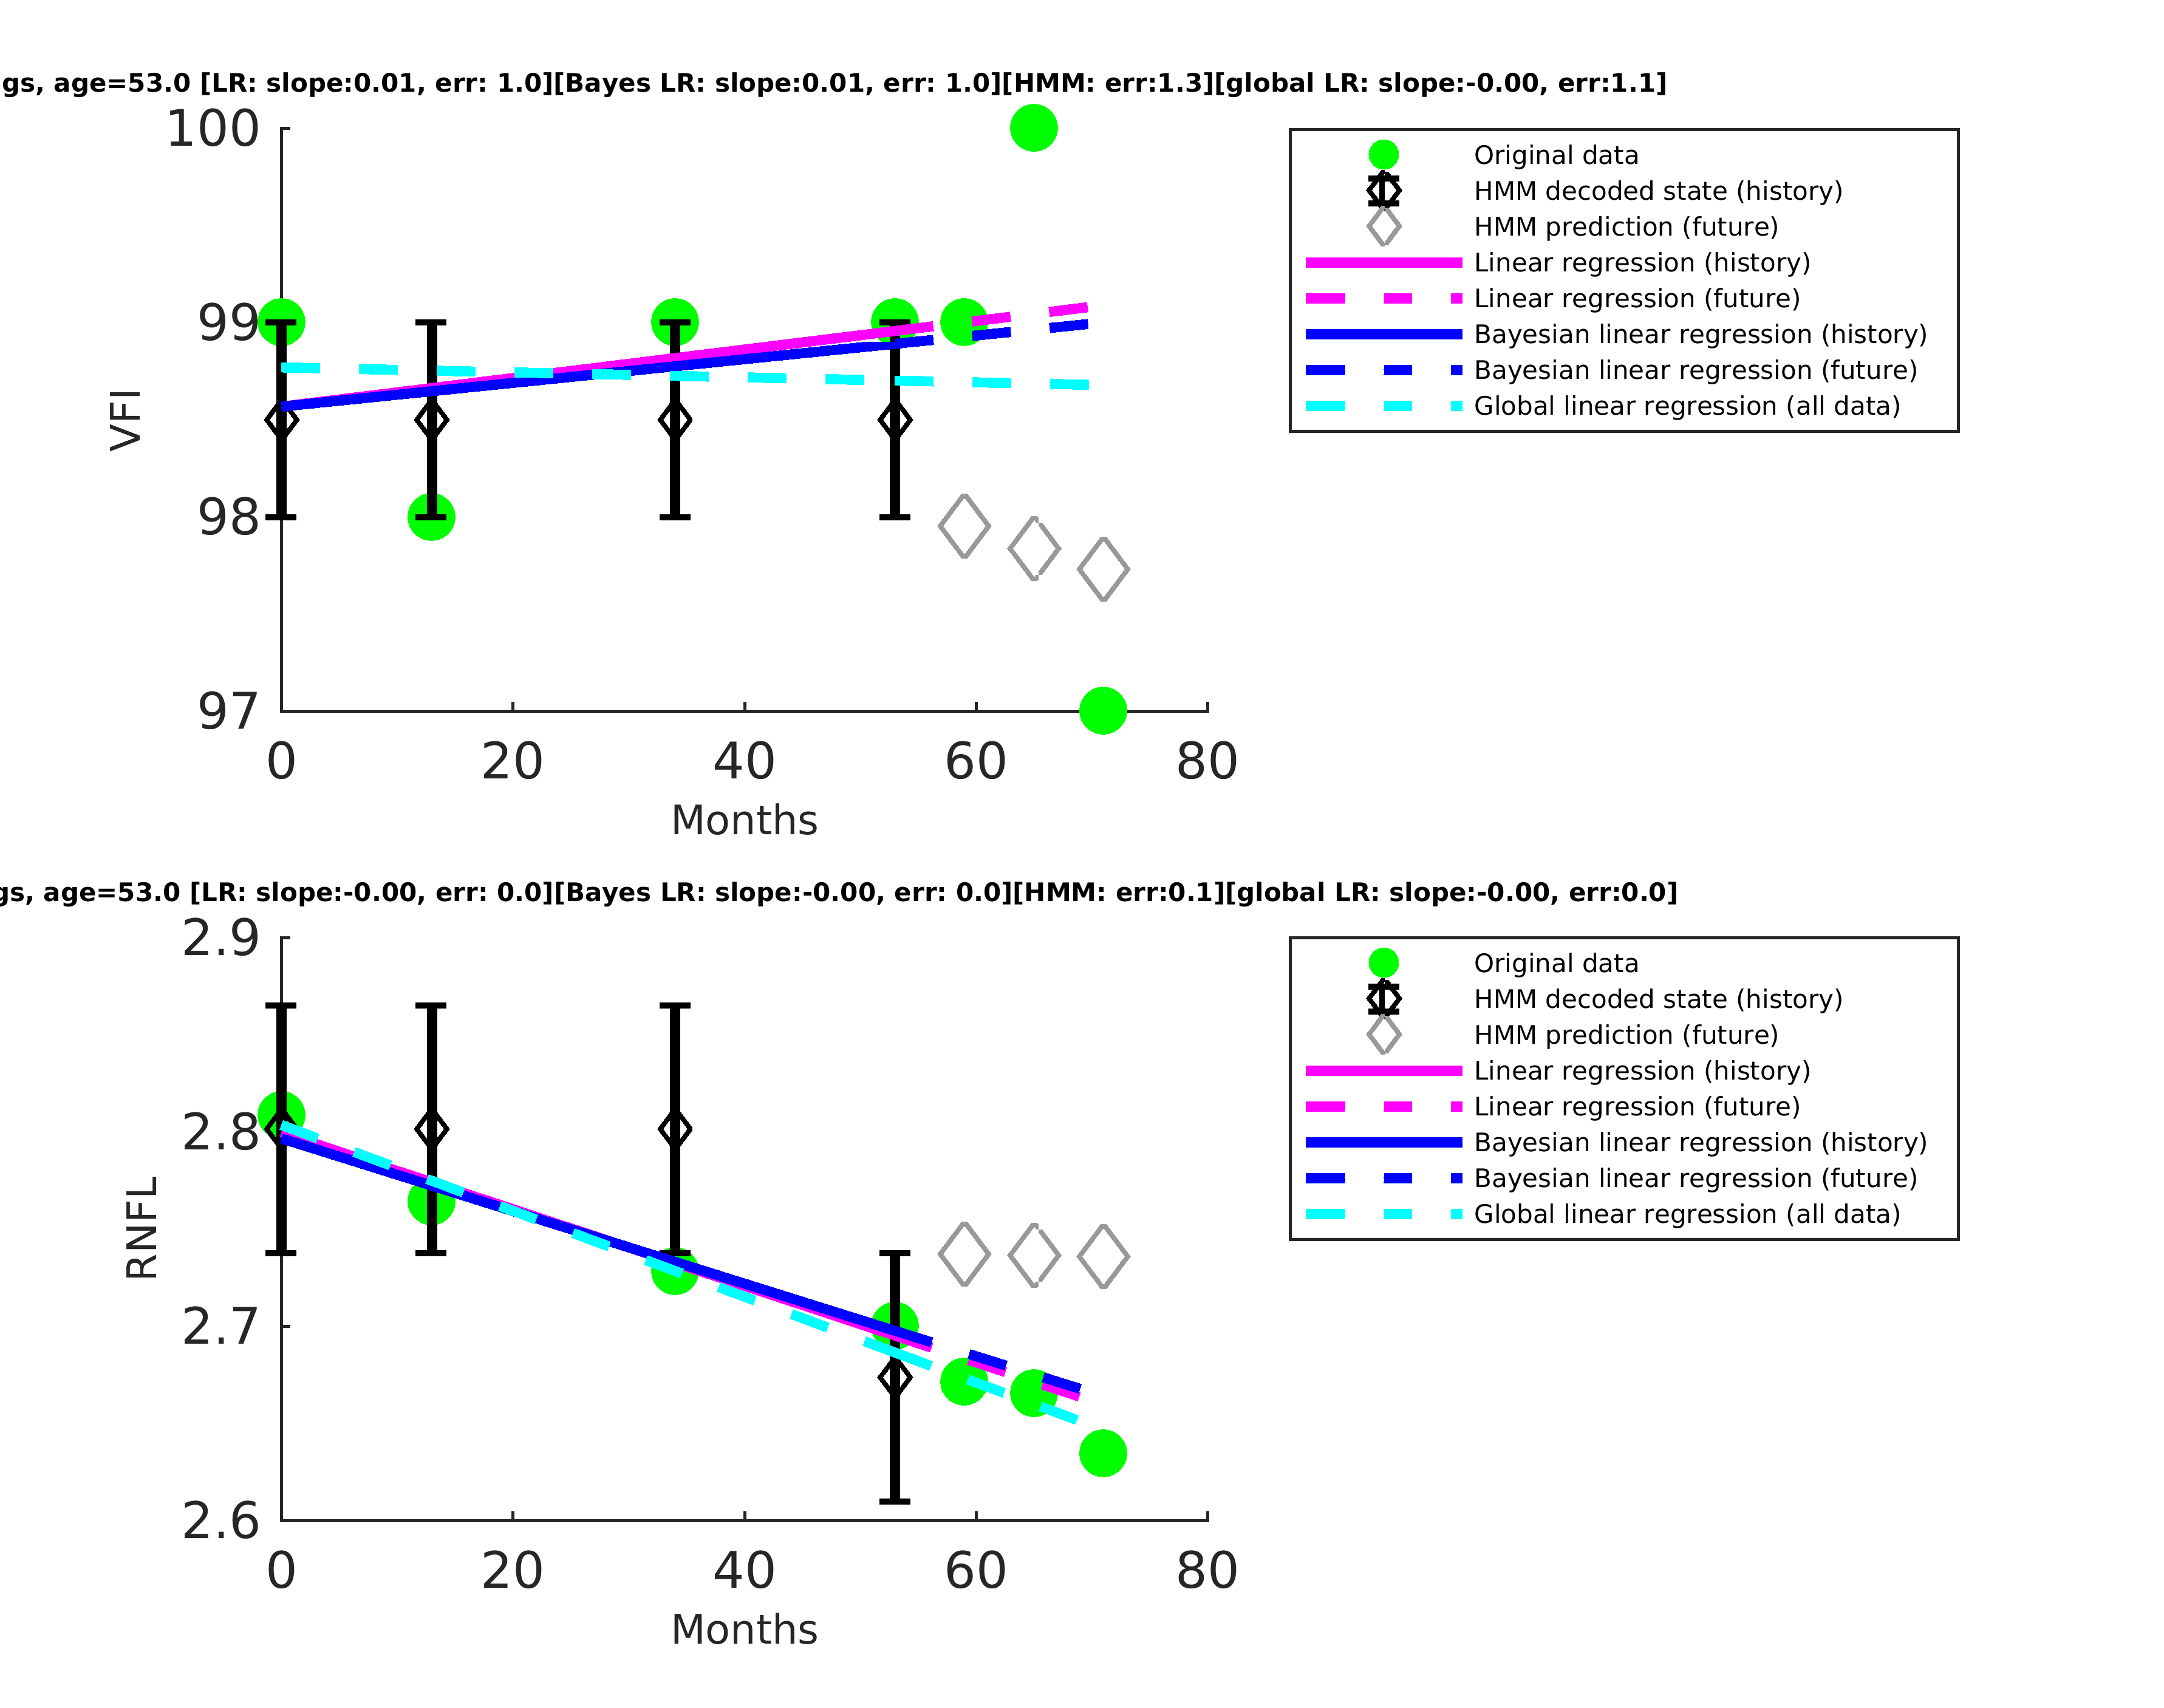 gs, age=53.0 [LR: slope:0.01, err: 1.0][Bayes LR: slope:0.01, err: 1.0][HMM: err:1.3][global LR: slope:-0.00, err:1.1]
100
99
98
97
VFI
0 20 40 60 80
Months
Original data
HMM decoded state (history)
HMM prediction (future)
Linear regression (history)
Linear regression (future)
Bayesian linear regression (history)
Bayesian linear regression (future)
Global linear regression (all data)
gs, age=53.0 [LR: slope:-0.00, err: 0.0][Bayes LR: slope:-0.00, err: 0.0][HMM: err:0.1][global LR: slope:-0.00, err:0.0]
2.9
2.8
2.7
2.6
RNFL
0 20 40 60 80
Months
Original data
HMM decoded state (history)
HMM prediction (future)
Linear regression (history)
Linear regression (future)
Bayesian linear regression (history)
Bayesian linear regression (future)
Global linear regression (all data)